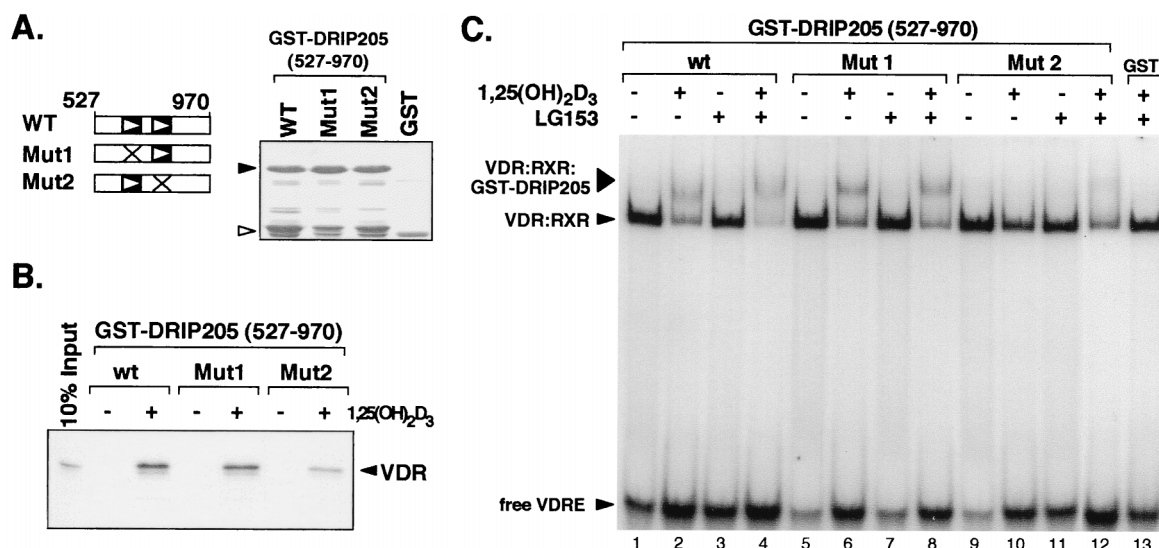 A.
527 970
WT
Mut1
Mut2
GST-DRIP205
(527-970)
WT Mut1 Mut2 GST
B.
10% Input
GST-DRIP205 (527-970)
wt Mut1 Mut2
- + - + - + 1,25(OH)2D3
VDR
C.
GST-DRIP205 (527-970)
wt Mut 1 Mut 2 GST
1,25(OH)2D3 - + - + - + - + - + - + +
LG153 - - + + - - + + - - + + +
VDR:RXR:
GST-DRIP205
VDR:RXR
free VDRE
1 2 3 4 5 6 7 8 9 10 11 12 13